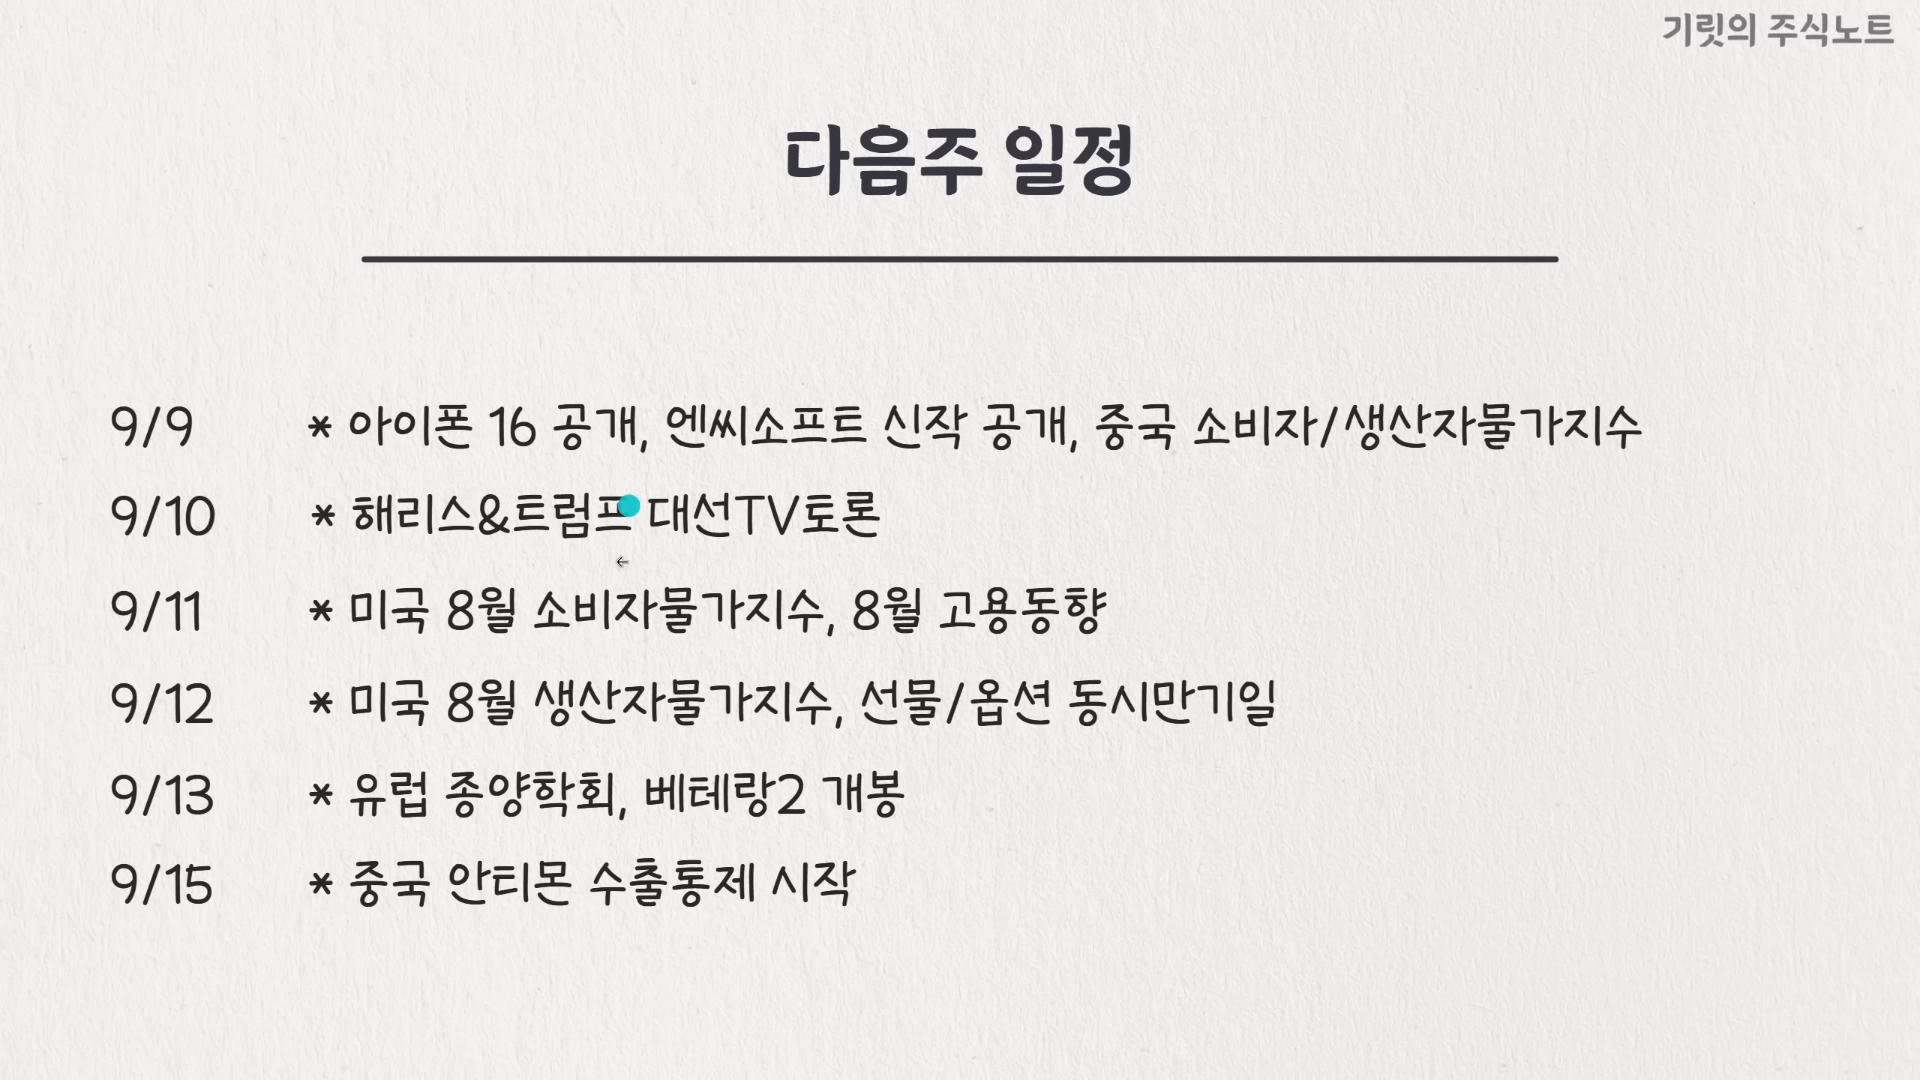 기릿의 주식노트
다음주 일정
9/9 * 아이폰 16 공개, 엔씨소프트 신작 공개, 중국 소비자/생산자물가지수
9/10 * 해리스&트럼프 대선TV토론
9/11 * 미국 8월 소비자물가지수, 8월 고용동향
9/12 * 미국 8월 생산자물가지수, 선물/옵션 동시만기일
9/13 * 유럽 종양학회, 베테랑2 개봉
9/15 * 중국 안티몬 수출통제 시작